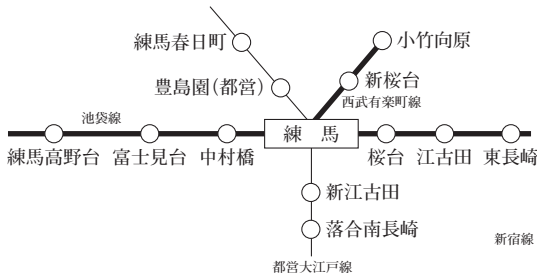 練馬春日町
小竹向原
豊島園(都営)
新桜台
西武有楽町線
池袋線
練馬
練馬高野台
富士見台
中村橋
桜台
江古田
東長崎
新江古田
落合南長崎
新宿線
都営大江戸線